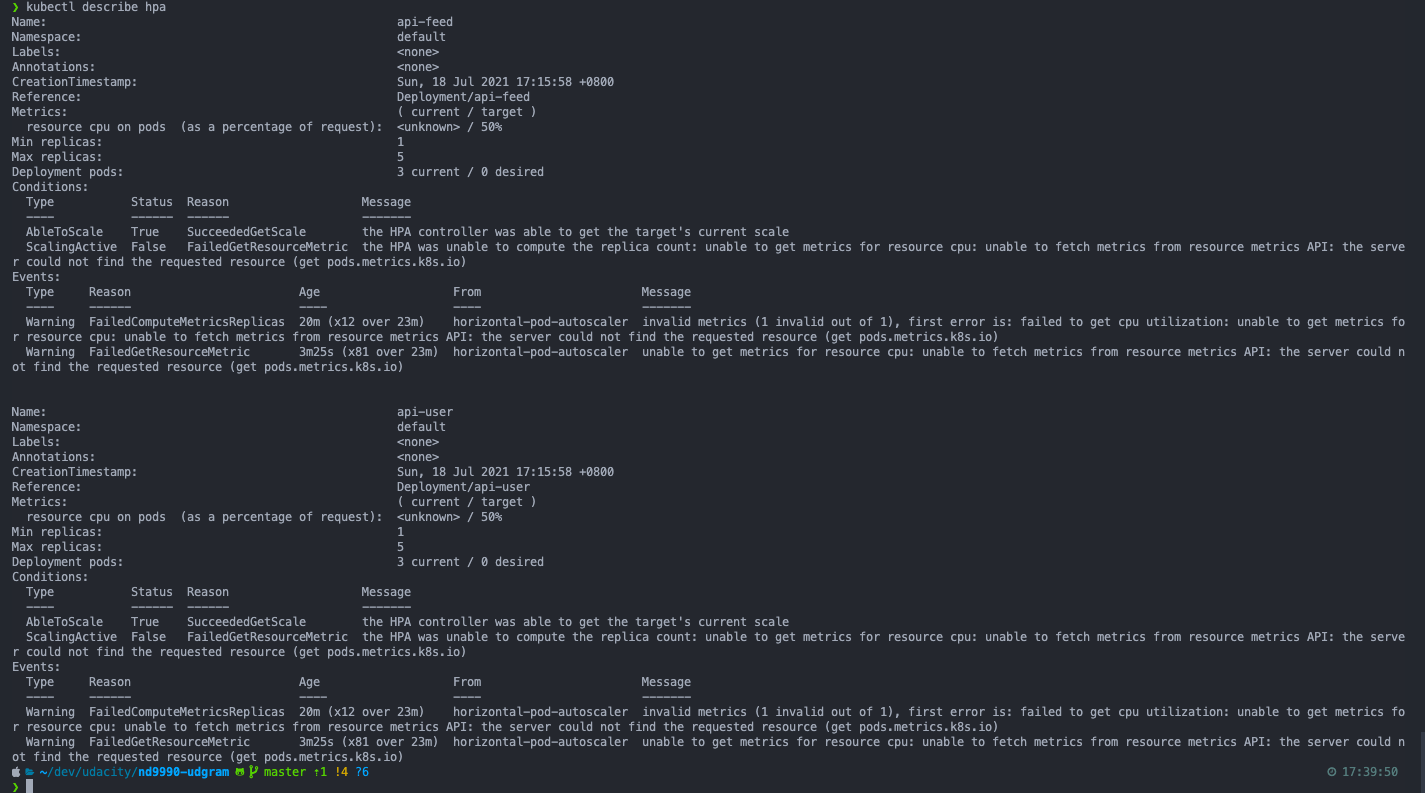 ❯ kubectl describe hpa
Name:                                                  api-feed
Namespace:                                             default
Labels:                                                <none>
Annotations:                                           <none>
CreationTimestamp:                                     Sun, 18 Jul 2021 17:15:58 +0800
Reference:                                             Deployment/api-feed
Metrics:                                               ( current / target )
  resource cpu on pods  (as a percentage of request):  <unknown> / 50%
Min replicas:                                          1
Max replicas:                                          5
Deployment pods:                                       3 current / 0 desired
Conditions:
  Type           Status  Reason                   Message
  ----           ------  ------                   -------
  AbleToScale    True    SucceededGetScale        the HPA controller was able to get the target's current scale
  ScalingActive  False   FailedGetResourceMetric  the HPA was unable to compute the replica count: unable to get metrics for resource cpu: unable to fetch metrics from resource metrics API: the serve
r could not find the requested resource (get pods.metrics.k8s.io)
Events:
  Type     Reason                        Age                   From                       Message
  ----     ------                        ----                  ----                       -------
  Warning  FailedComputeMetricsReplicas  20m (x12 over 23m)    horizontal-pod-autoscaler  invalid metrics (1 invalid out of 1), first error is: failed to get cpu utilization: unable to get metrics fo
r resource cpu: unable to fetch metrics from resource metrics API: the server could not find the requested resource (get pods.metrics.k8s.io)
  Warning  FailedGetResourceMetric       3m25s (x81 over 23m)  horizontal-pod-autoscaler  unable to get metrics for resource cpu: unable to fetch metrics from resource metrics API: the server could n
ot find the requested resource (get pods.metrics.k8s.io)
Name:                                                  api-user
Namespace:                                             default
Labels:                                                <none>
Annotations:                                           <none>
CreationTimestamp:                                     Sun, 18 Jul 2021 17:15:58 +0800
Reference:                                             Deployment/api-user
Metrics:                                               ( current / target )
  resource cpu on pods  (as a percentage of request):  <unknown> / 50%
Min replicas:                                          1
Max replicas:                                          5
Deployment pods:                                       3 current / 0 desired
Conditions:
  Type           Status  Reason                   Message
  ----           ------  ------                   -------
  AbleToScale    True    SucceededGetScale        the HPA controller was able to get the target's current scale
  ScalingActive  False   FailedGetResourceMetric  the HPA was unable to compute the replica count: unable to get metrics for resource cpu: unable to fetch metrics from resource metrics API: the serve
r could not find the requested resource (get pods.metrics.k8s.io)
Events:
  Type     Reason                        Age                   From                       Message
  ----     ------                        ----                  ----                       -------
  Warning  FailedComputeMetricsReplicas  20m (x12 over 23m)    horizontal-pod-autoscaler  invalid metrics (1 invalid out of 1), first error is: failed to get cpu utilization: unable to get metrics fo
r resource cpu: unable to fetch metrics from resource metrics API: the server could not find the requested resource (get pods.metrics.k8s.io)
  Warning  FailedGetResourceMetric       3m25s (x81 over 23m)  horizontal-pod-autoscaler  unable to get metrics for resource cpu: unable to fetch metrics from resource metrics API: the server could n
ot find the requested resource (get pods.metrics.k8s.io)
~/dev/udacity/nd9990-udgram master ↑1 !4 ?6 17:39:50
❯